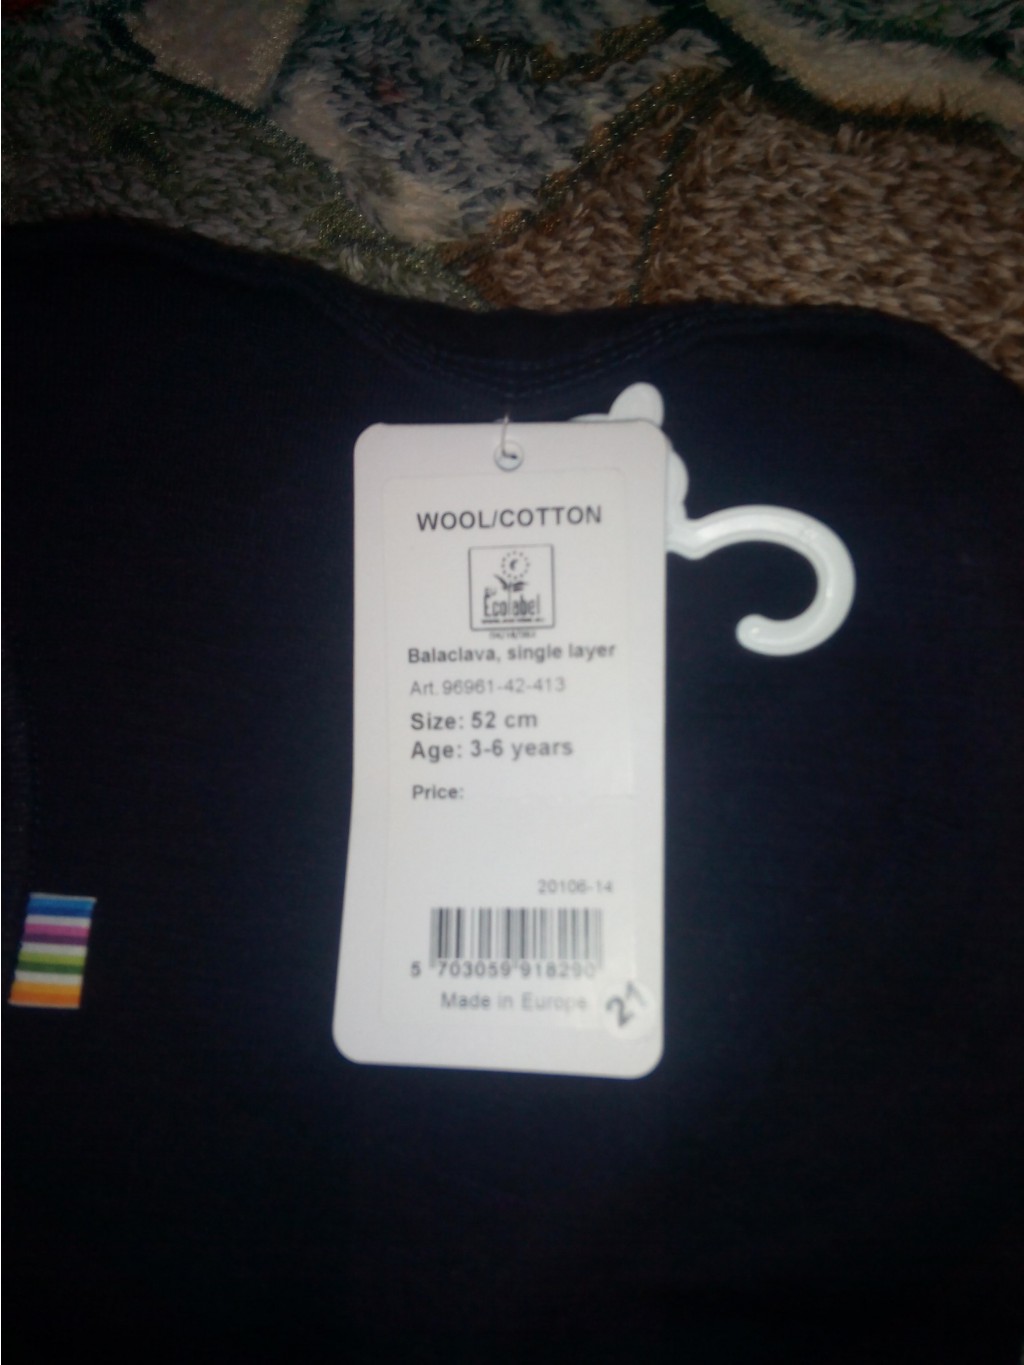 WOOL/COTTON
Ecolabel
Balaclava, single layer
Art. 96961-42-413
Size: 52 cm
Age: 3-6 years
Price:
20106-14
5 703059 918290
Made in Europe
21